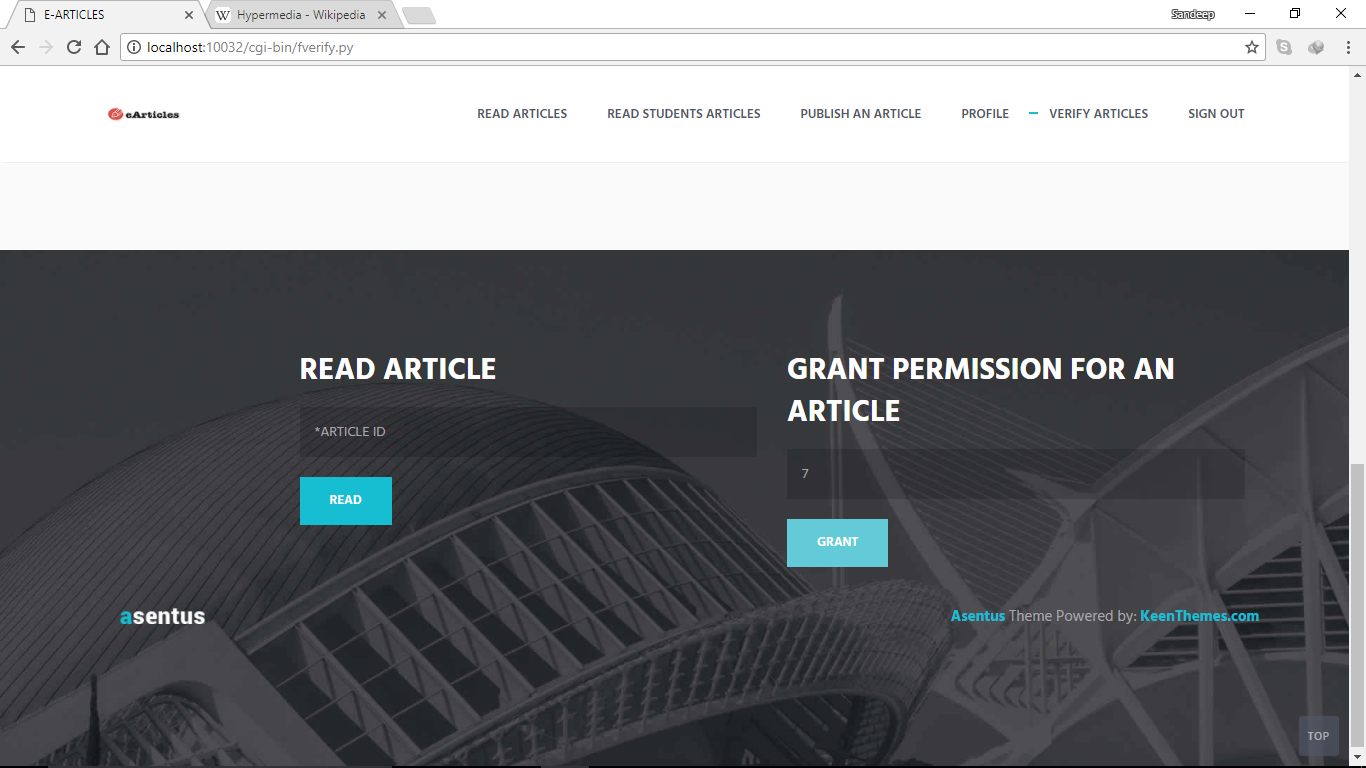 E-ARTICLES
Hypermedia - Wikipedia
Sandeep
localhost:10032/cgi-bin/fverify.py
eArticles
READ ARTICLES
READ STUDENTS ARTICLES
PUBLISH AN ARTICLE
PROFILE
VERIFY ARTICLES
SIGN OUT
READ ARTICLE
*ARTICLE ID
READ
GRANT PERMISSION FOR AN
ARTICLE
7
GRANT
asentus
Asentus Theme Powered by: KeenThemes.com
TOP